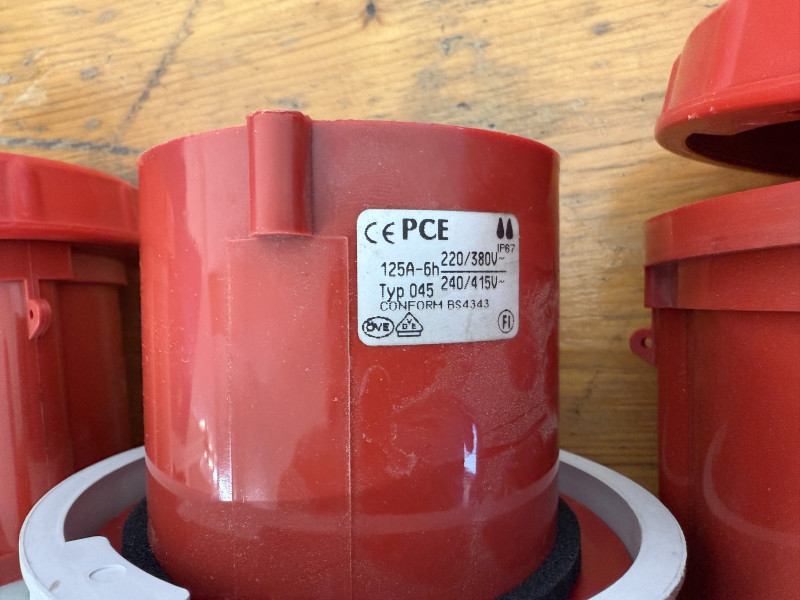 CE PCE
IP67
125A-6h 220/380V~
Typ 045 240/415V~
CONFORM BS4343
ÖVE VDE FI